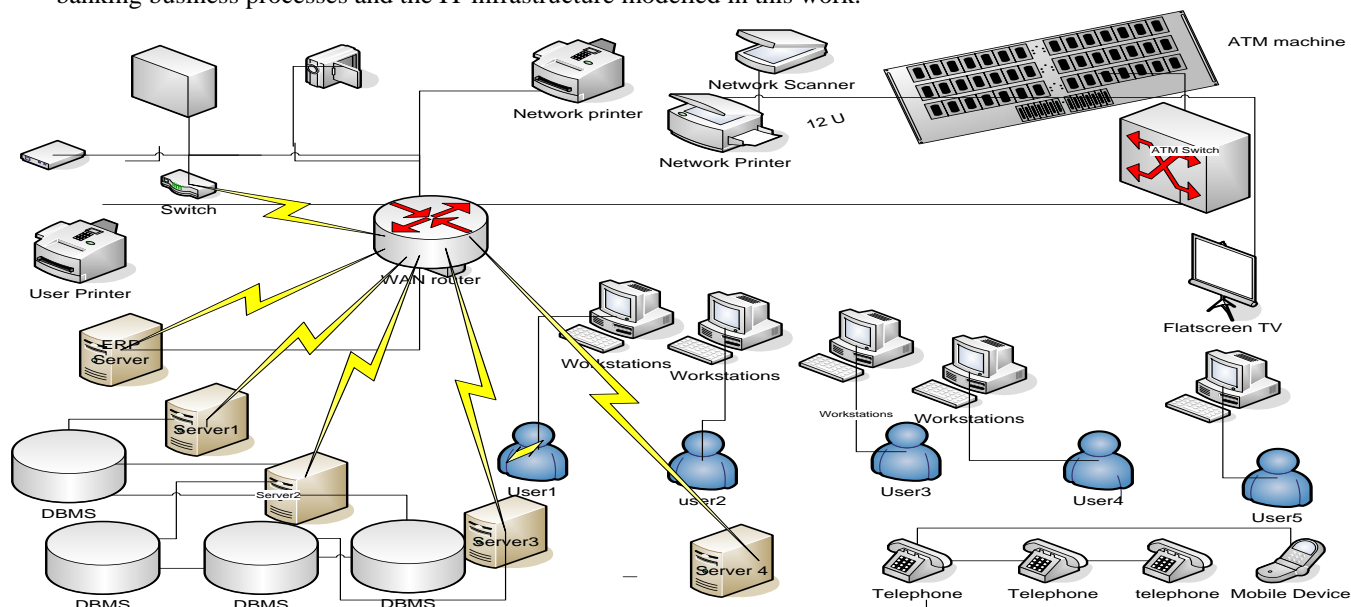 banking business processes and the IT infrastructure modelled in this work.
ATM machine
Network Scanner
Network printer
12 U
Network Printer
ATM Switch
Switch
WAN router
User Printer
Flatscreen TV
ERP
Server
Workstations
Workstations
Workstations
Workstations
Server1
Server2
User1
user2
User3
User4
User5
DBMS
Server3
Server 4
Telephone
Telephone
telephone
Mobile Device
DBMS
DBMS
DBMS